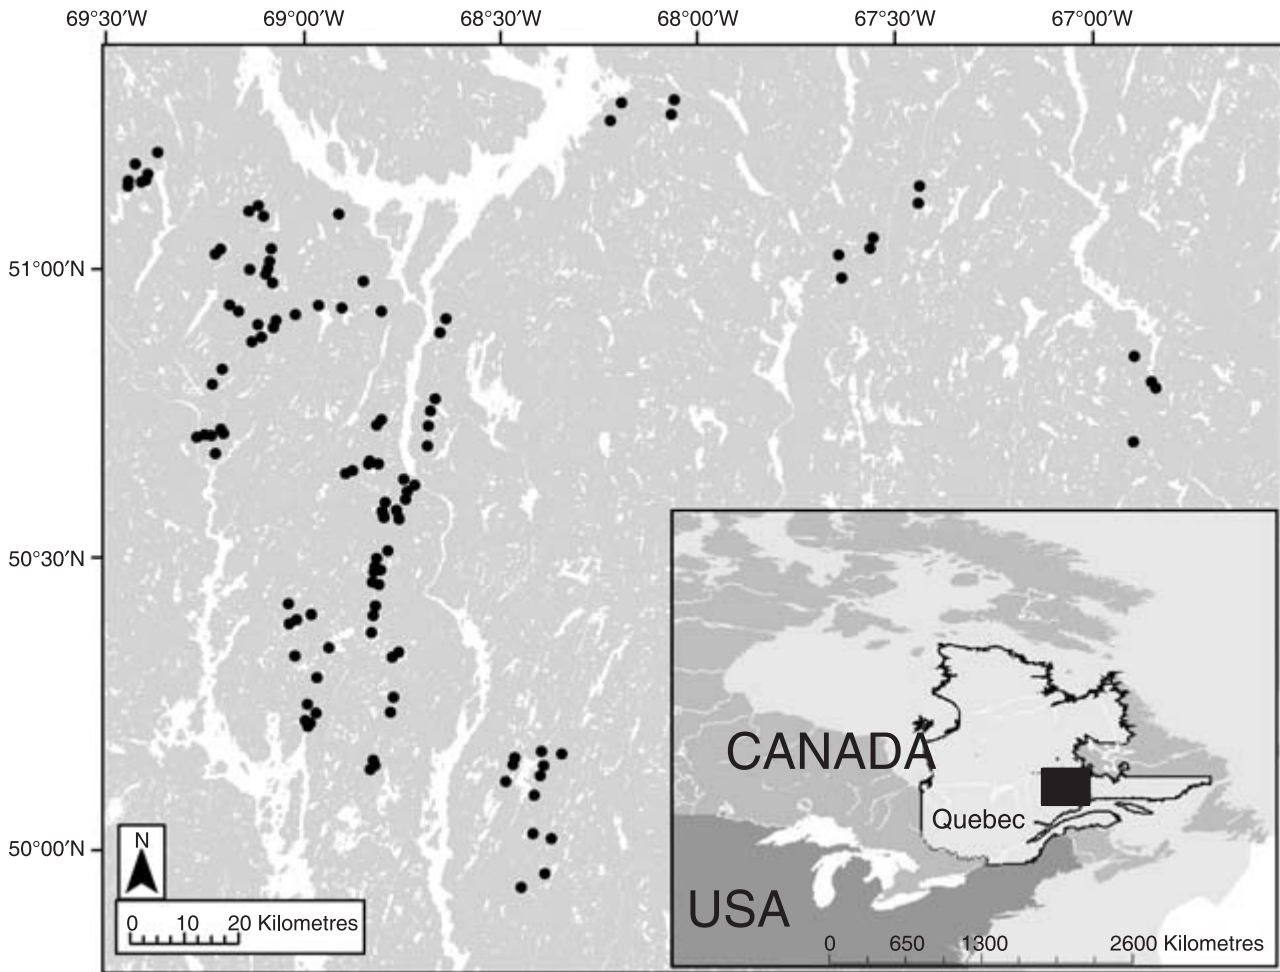 69°30′W 69°00′W 68°30′W 68°00′W 67°30′W 67°00′W
51°00′N
50°30′N
50°00′N
N
0 10 20 Kilometres
CANADA
Quebec
USA
0 650 1300 2600 Kilometres